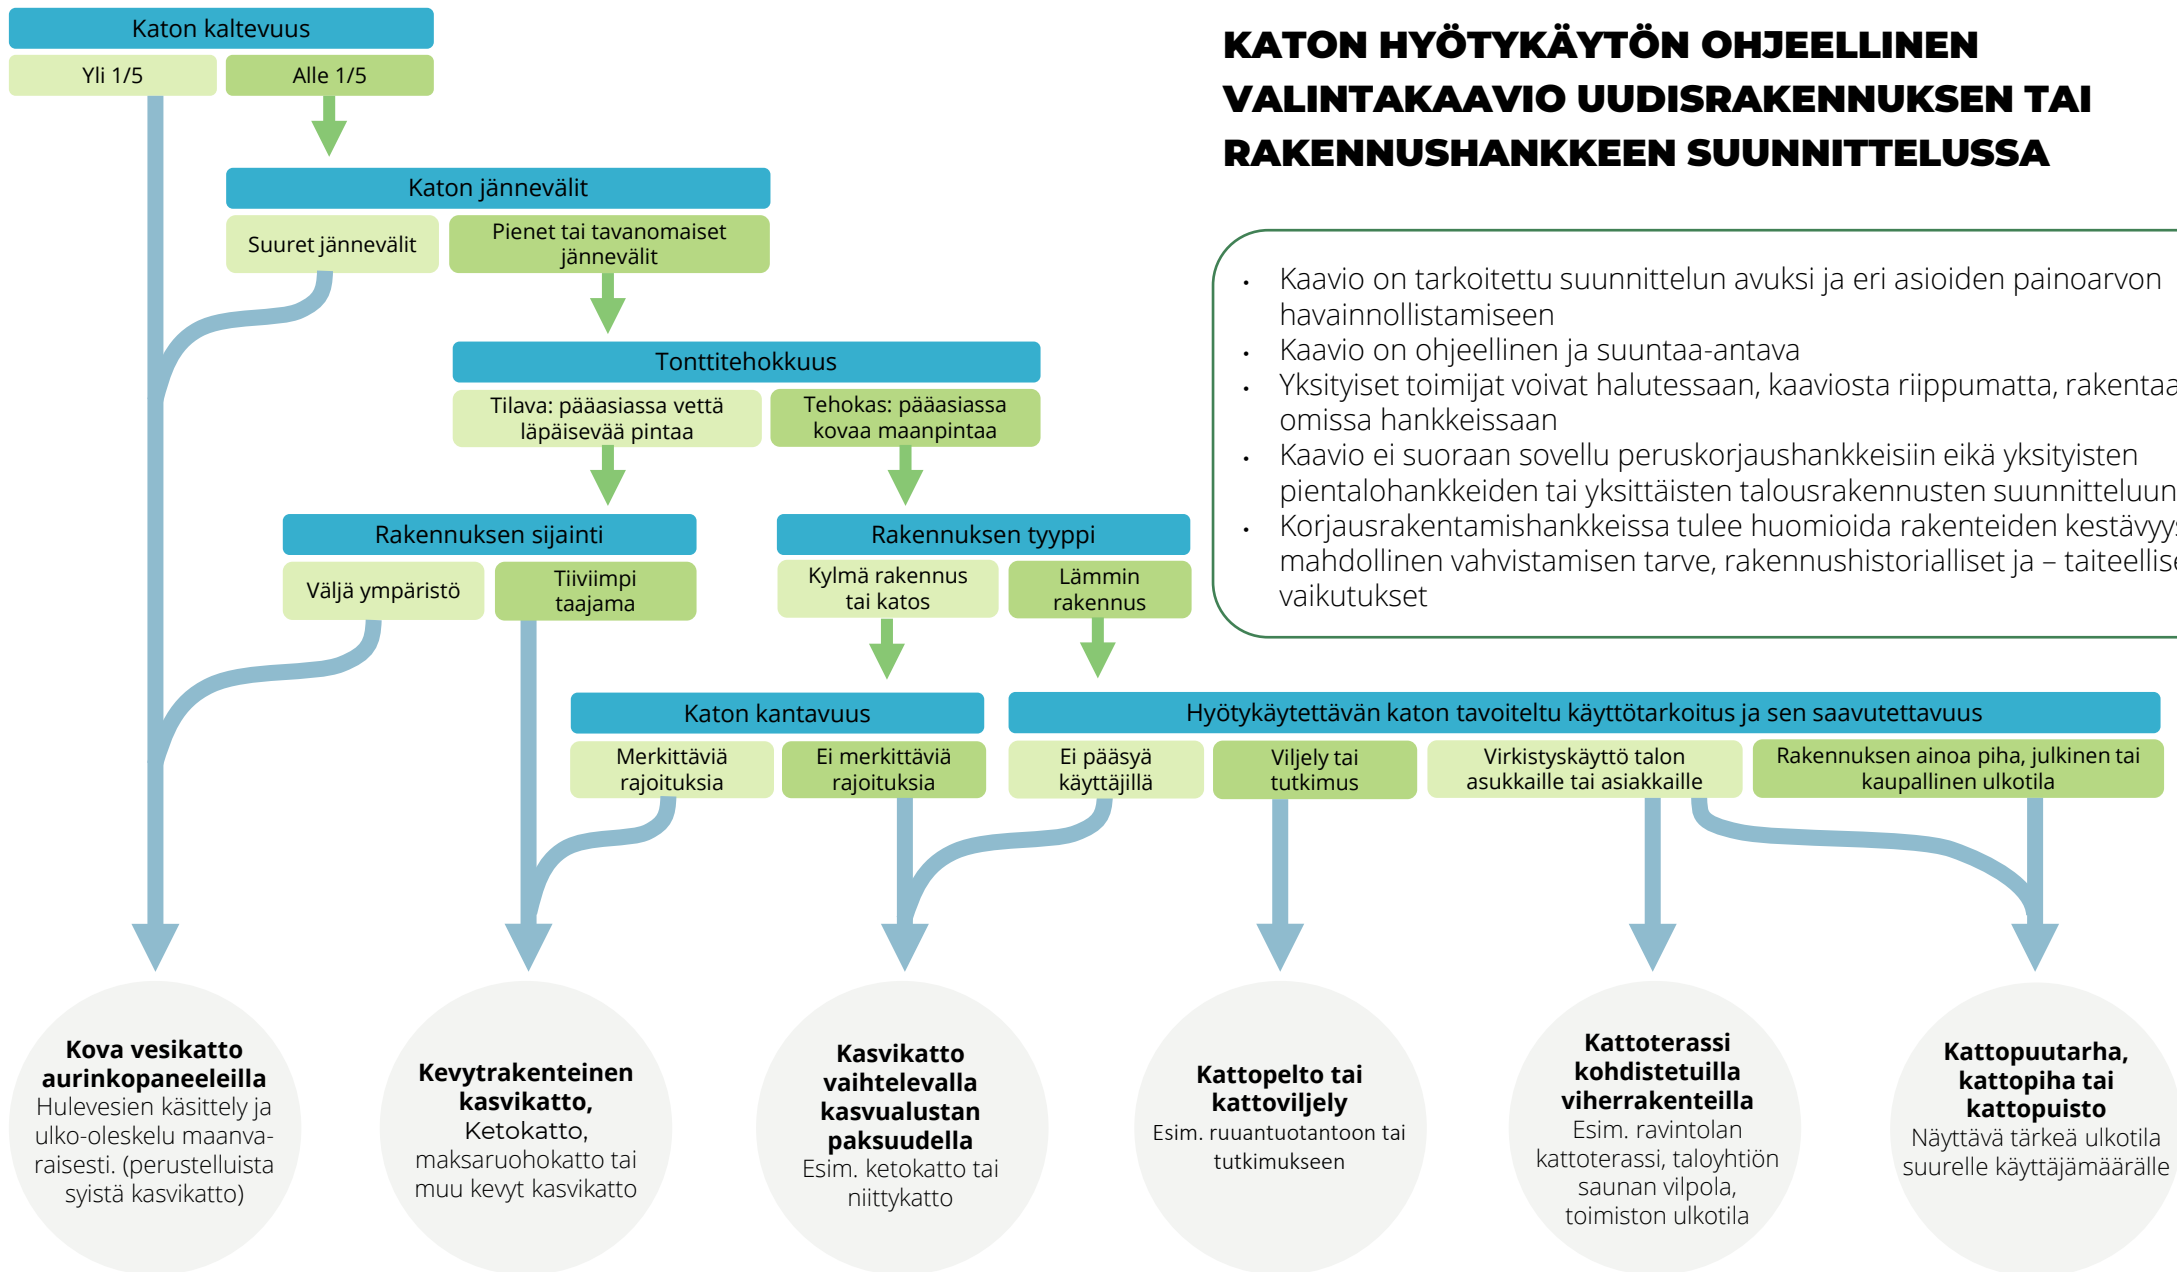 KATON HYÖTYKÄYTÖN OHJEELLINEN
VALINTAKAAVIO UUDISRAKENNUKSEN TAI
RAKENNUSHANKKEEN SUUNNITTELUSSA
Katon kaltevuus
Yli 1/5
Alle 1/5
Katon jännevälit
Suuret jännevälit
Pienet tai tavanomaiset
jännevälit
Tonttitehokkuus
Tilava: pääasiassa vettä
läpäisevää pintaa
Tehokas: pääasiassa
kovaa maanpintaa
Rakennuksen sijainti
Väljä ympäristö
Tiiviimpi
taajama
Rakennuksen tyyppi
Kylmä rakennus
tai katos
Lämmin
rakennus
• Kaavio on tarkoitettu suunnittelun avuksi ja eri asioiden painoarvon
havainnollistamiseen
• Kaavio on ohjeellinen ja suuntaa-antava
• Yksityiset toimijat voivat halutessaan, kaaviosta riippumatta, rakentaa
omissa hankkeissaan
• Kaavio ei suoraan sovellu peruskorjaushankkeisiin eikä yksityisten
pientalohankkeiden tai yksittäisten talousrakennusten suunnitteluun
• Korjausrakentamishankkeissa tulee huomioida rakenteiden
mahdollinen vahvistamisen tarve, rakennushistorialliset ja – 
vaikutukset
Katon kantavuus
Merkittäviä
rajoituksia
Ei merkittäviä
rajoituksia
Hyötykäytettävän katon tavoiteltu käyttötarkoitus ja sen saavutettavuus
Ei pääsyä
käyttäjillä
Viljely tai
tutkimus
Virkistyskäyttö talon
asukkaille tai asiakkaille
Rakennuksen ainoa piha, julkinen tai
kaupallinen ulkotila
Kova vesikatto
aurinkopaneeleilla
Hulevesien käsittely ja
ulko-oleskelu maanva-
raisesti. (perustelluista
syistä kasvikatto)
Kevytrakenteinen
kasvikatto,
Ketokatto,
maksaruohokatto tai
muu kevyt kasvikatto
Kasvikatto
vaihtelevalla
kasvualustan
paksuudella
Esim. ketokatto tai
niittykatto
Kattopelto tai
kattoviljely
Esim. ruuantuotantoon tai
tutkimukseen
Kattoterassi
kohdistetuilla
viherrakenteilla
Esim. ravintolan
kattoterassi, taloyhtiön
saunan vilpola,
toimiston ulkotila
Kattopuutarha,
kattopiha tai
kattopuisto
Näyttävä tärkeä ulkotila
suurelle käyttäjämäärälle